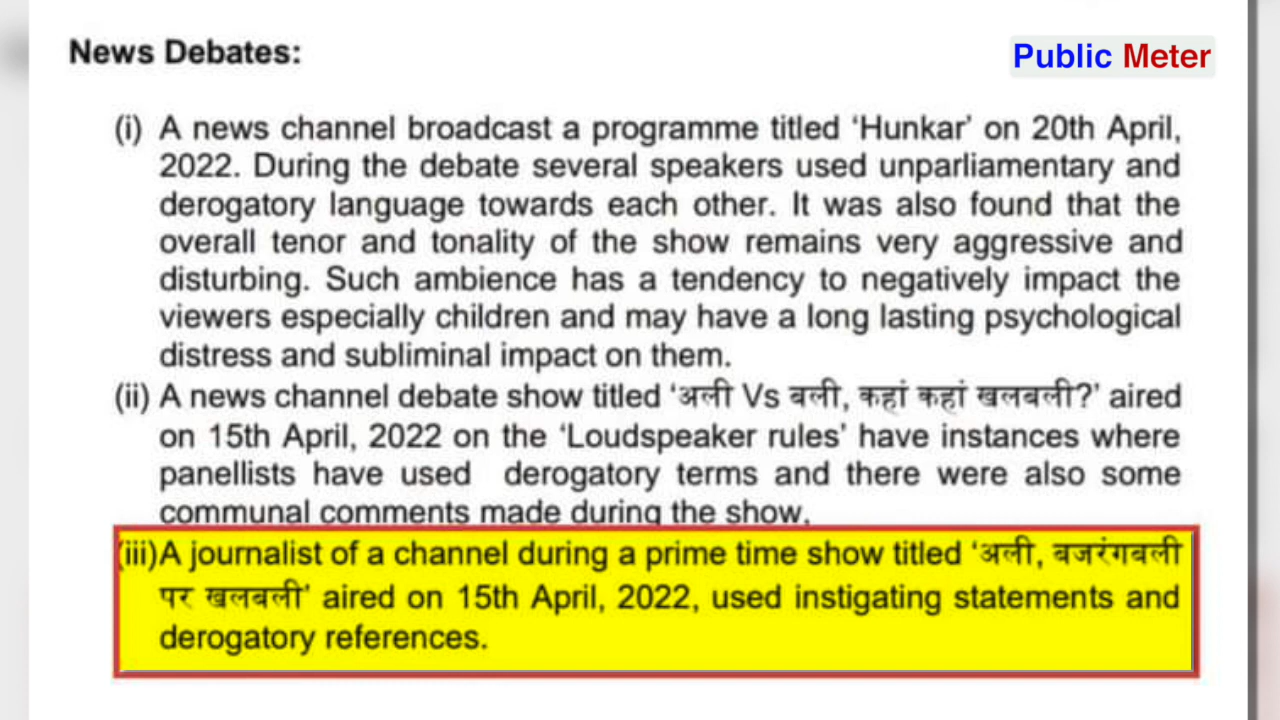 News Debates:
Public Meter
(i) A news channel broadcast a programme titled ‘Hunkar’ on 20th April,
2022. During the debate several speakers used unparliamentary and
derogatory language towards each other. It was also found that the
overall tenor and tonality of the show remains very aggressive and
disturbing. Such ambience has a tendency to negatively impact the
viewers especially children and may have a long lasting psychological
distress and subliminal impact on them.
(ii) A news channel debate show titled ‘अली Vs बली, कहां कहां खलबली?’ aired
on 15th April, 2022 on the ‘Loudspeaker rules’ have instances where
panellists have used derogatory terms and there were also some
communal comments made during the show,
(iii)A journalist of a channel during a prime time show titled ‘अली, बजरंगबली
पर खलबली’ aired on 15th April, 2022, used instigating statements and
derogatory references.